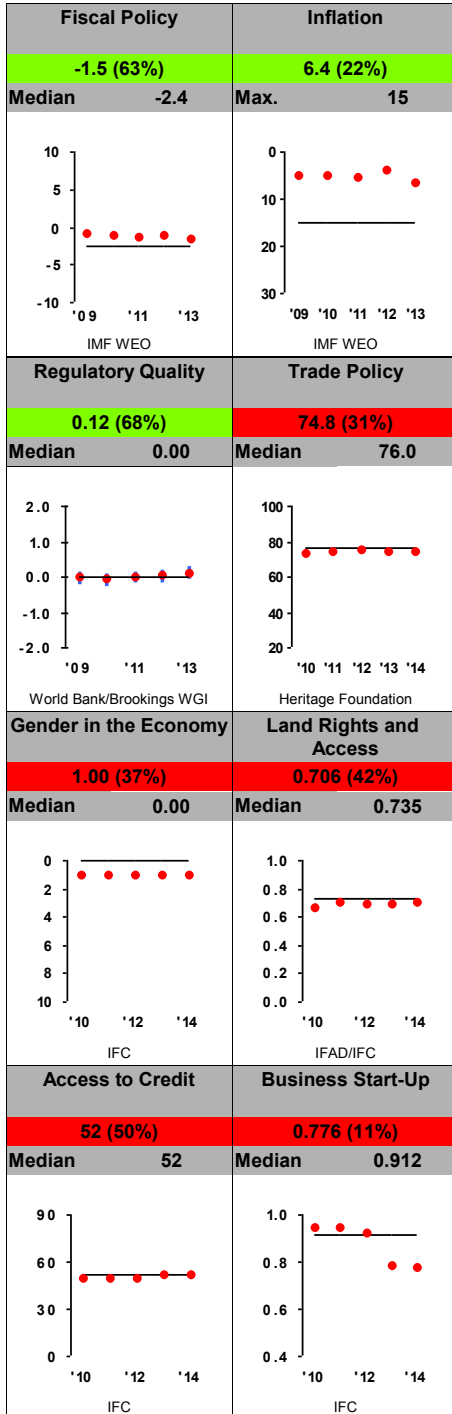 Fiscal Policy
-1.5 (63%)
Median -2.4
10
5
0
-5
-10
'09 '11 '13
IMF WEO
Inflation
6.4 (22%)
Max. 15
0
10
20
30
'09 '10 '11 '12 '13
IMF WEO
Regulatory Quality
0.12 (68%)
Median 0.00
2.0
1.0
0.0
-1.0
-2.0
'09 '11 '13
World Bank/Brookings WGI
Trade Policy
74.8 (31%)
Median 76.0
100
80
60
40
20
'10 '11 '12 '13 '14
Heritage Foundation
Gender in the Economy
1.00 (37%)
Median 0.00
0
2
4
6
8
10
'10 '12 '14
IFC
Land Rights and
Access
0.706 (42%)
Median 0.735
1.0
0.8
0.6
0.4
0.2
0.0
'10 '12 '14
IFAD/IFC
Access to Credit
52 (50%)
Median 52
90
60
30
0
'10 '12 '14
IFC
Business Start-Up
0.776 (11%)
Median 0.912
1.0
0.8
0.6
0.4
'10 '12 '14
IFC